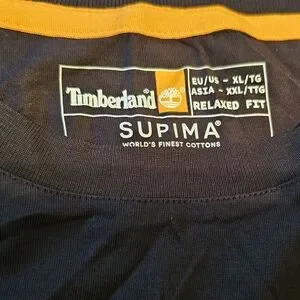 Timberland®
EU/US - XL/TG
ASIA - XXL/TTG
RELAXED FIT
SUPIMA®
WORLD'S FINEST COTTONS